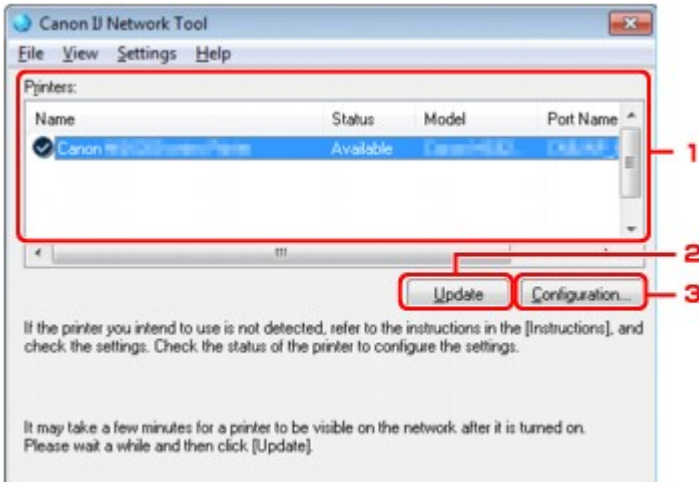 Canon IJ Network Tool
File View Settings Help
Printers:
Name Status Model Port Name
Canon Available
1
2
Update Configuration...
3
If the printer you intend to use is not detected, refer to the instructions in the [Instructions], and
check the settings. Check the status of the printer to configure the settings.
It may take a few minutes for a printer to be visible on the network after it is turned on.
Please wait a while and then click [Update].